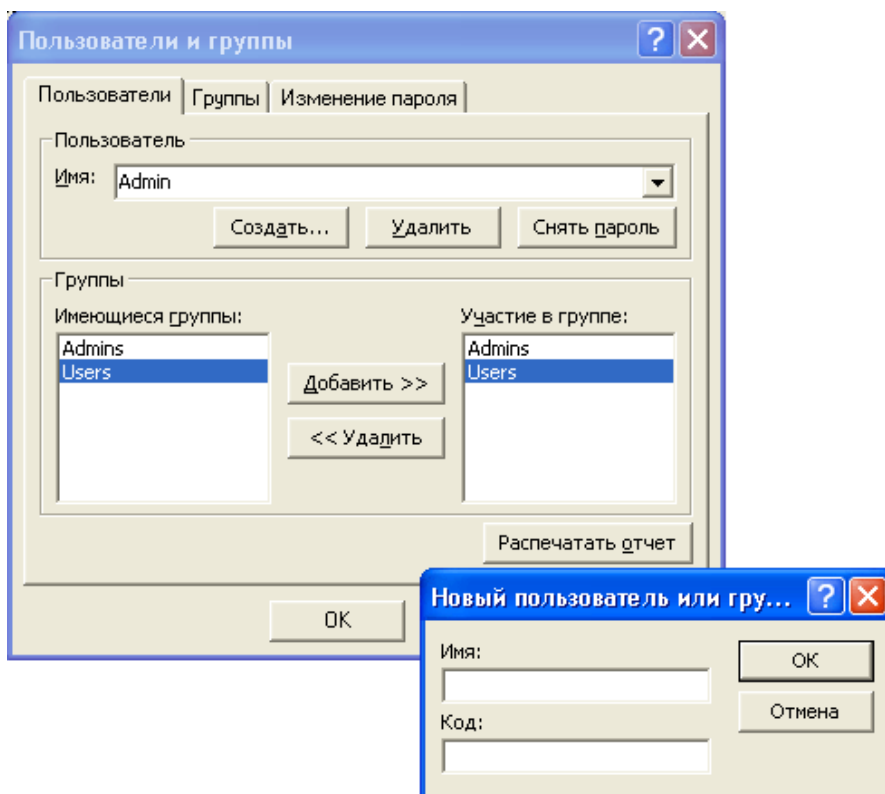 Пользователи и группы
Пользователи Группы Изменение пароля
Пользователь
Имя: Admin
Создать... Удалить Снять пароль
Группы
Имеющиеся группы: Участие в группе:
Admins Admins
Users Users
Добавить >>
<< Удалить
Распечатать отчет
OK
Новый пользователь или гру...
Имя:
OK
Отмена
Код: